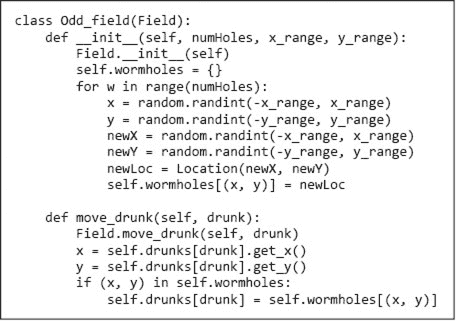 class Odd_field(Field):
    def __init__(self, numHoles, x_range, y_range):
        Field.__init__(self)
        self.wormholes = {}
        for w in range(numHoles):
            x = random.randint(-x_range, x_range)
            y = random.randint(-y_range, y_range)
            newX = random.randint(-x_range, x_range)
            newY = random.randint(-y_range, y_range)
            newLoc = Location(newX, newY)
            self.wormholes[(x, y)] = newLoc

    def move_drunk(self, drunk):
        Field.move_drunk(self, drunk)
        x = self.drunks[drunk].get_x()
        y = self.drunks[drunk].get_y()
        if (x, y) in self.wormholes:
            self.drunks[drunk] = self.wormholes[(x, y)]